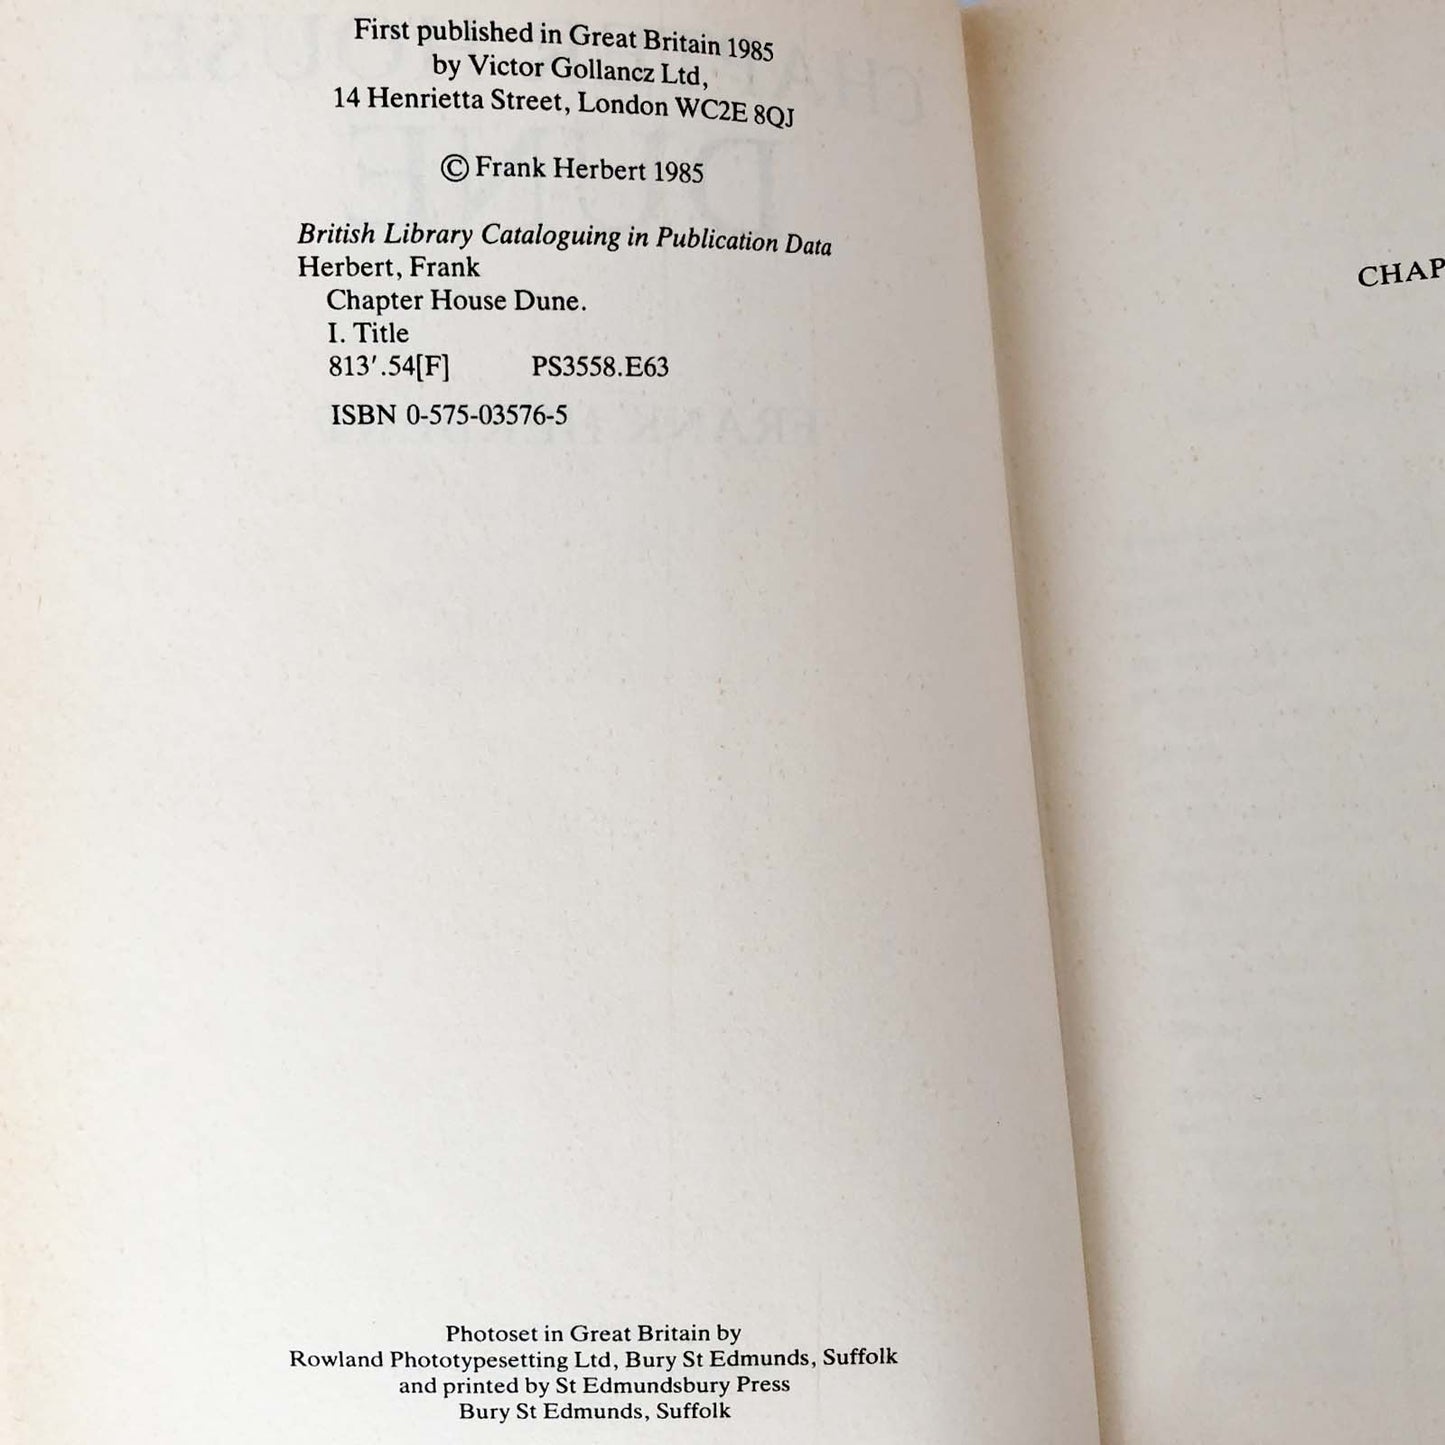 First published in Great Britain 1985
by Victor Gollancz Ltd,
14 Henrietta Street, London WC2E 8QJ
© Frank Herbert 1985
British Library Cataloguing in Publication Data
Herbert, Frank
Chapter House Dune.
I. Title
813'.54[F] PS3558.E63
ISBN 0-575-03576-5
Photoset in Great Britain by
Rowland Phototypesetting Ltd, Bury St Edmunds, Suffolk
and printed by St Edmundsbury Press
Bury St Edmunds, Suffolk
CHAP